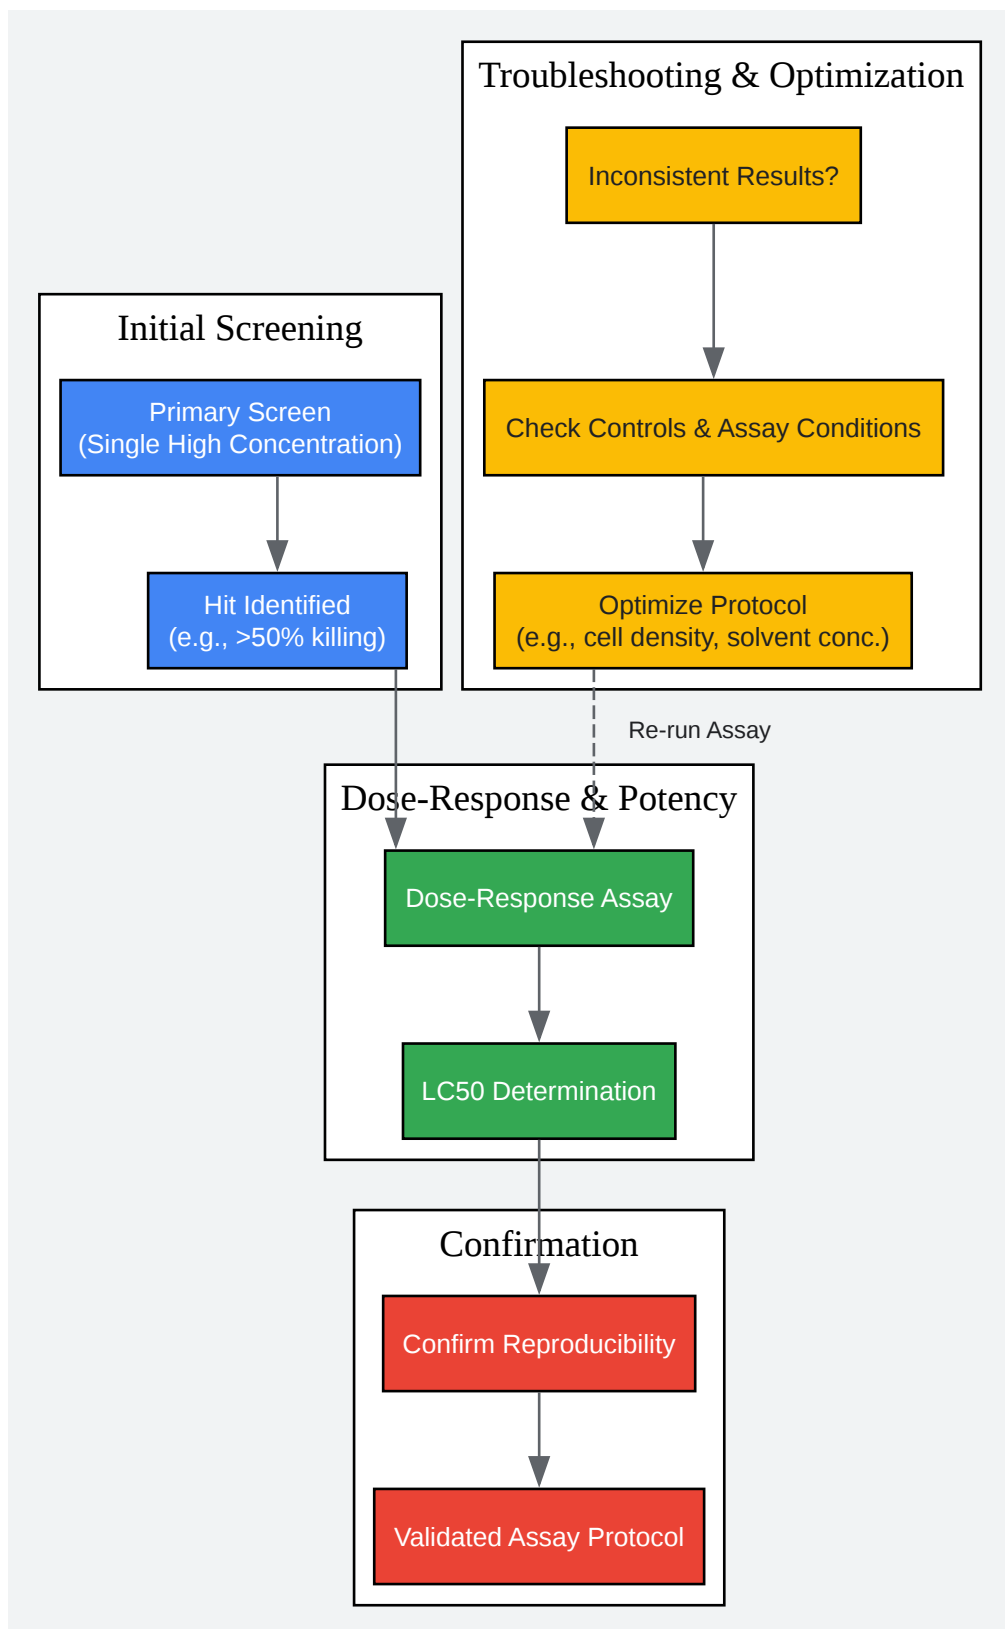 Troubleshooting & Optimization
Inconsistent Results?
Check Controls & Assay Conditions
Optimize Protocol
(e.g., cell density, solvent conc.)
Initial Screening
Primary Screen
(Single High Concentration)
Hit Identified
(e.g., >50% killing)
Re-run Assay
Dose-Response & Potency
Dose-Response Assay
LC50 Determination
Confirmation
Confirm Reproducibility
Validated Assay Protocol